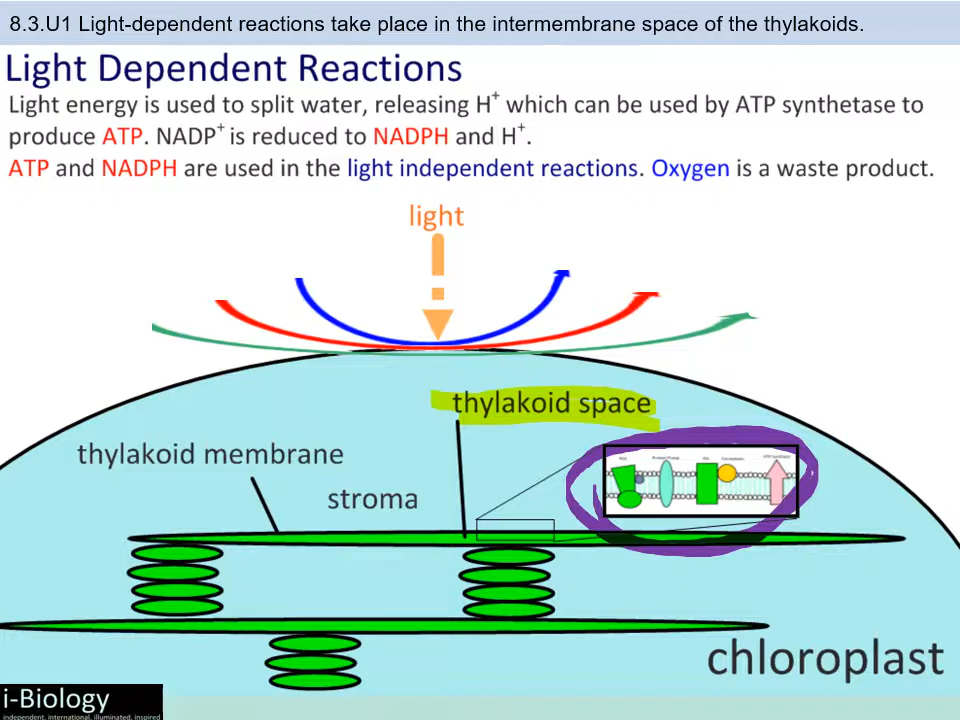 8.3.U1 Light-dependent reactions take place in the intermembrane space of the thylakoids.
Light Dependent Reactions
Light energy is used to split water, releasing H+ which can be used by ATP synthetase to
produce ATP. NADP+ is reduced to NADPH and H+.
ATP and NADPH are used in the light independent reactions. Oxygen is a waste product.
light
thylakoid space
thylakoid membrane
stroma
chloroplast
i-Biology
independent, international, illuminated, inspired